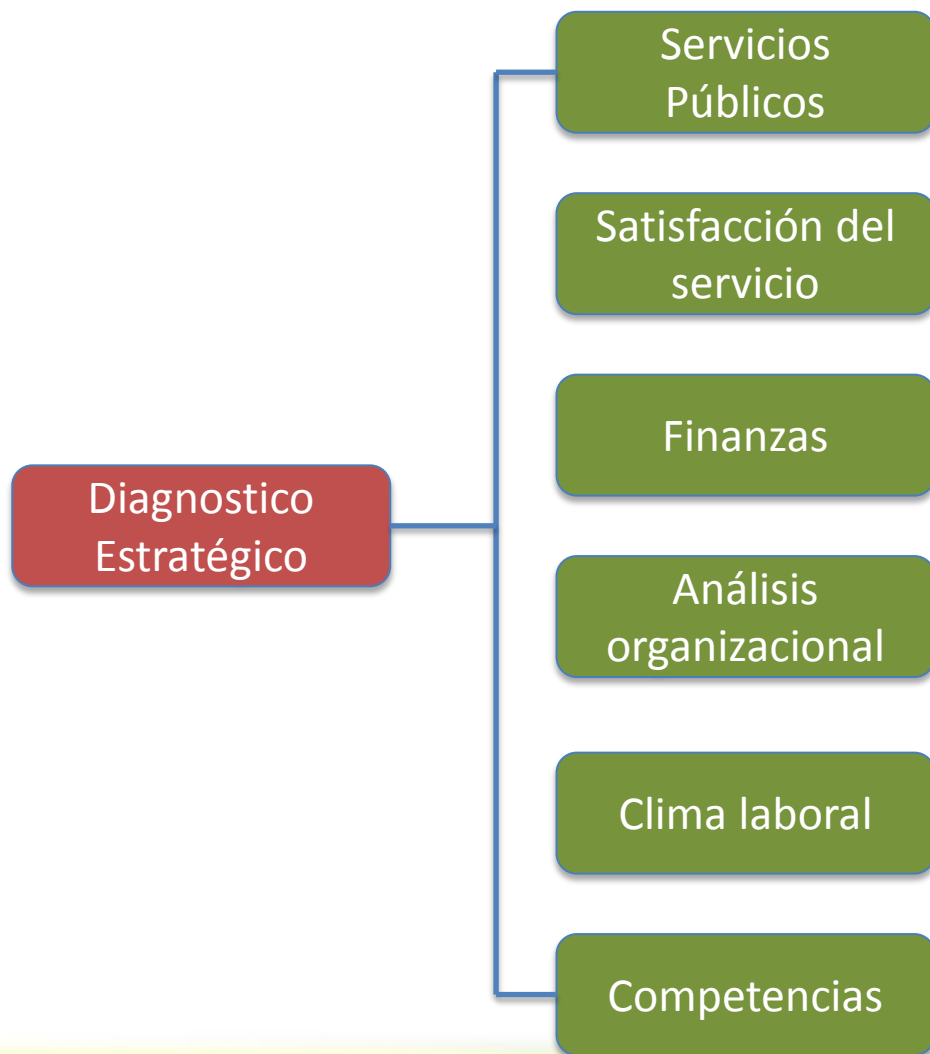 Servicios
Públicos
Satisfacción del
servicio
Finanzas
Diagnostico
Estratégico
Análisis
organizacional
Clima laboral
Competencias